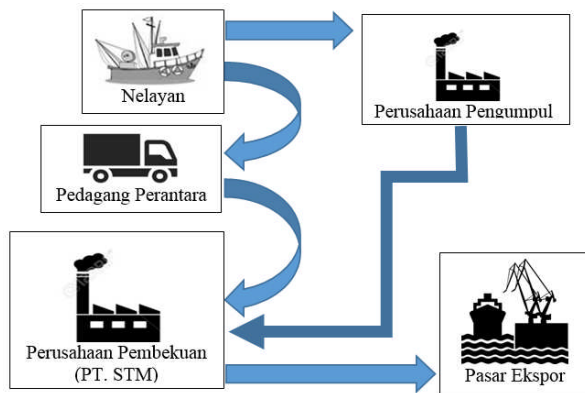 Nelayan
Perusahaan Pengumpul
Pedagang Perantara
Perusahaan Pembekuan
(PT. STM)
Pasar Ekspor